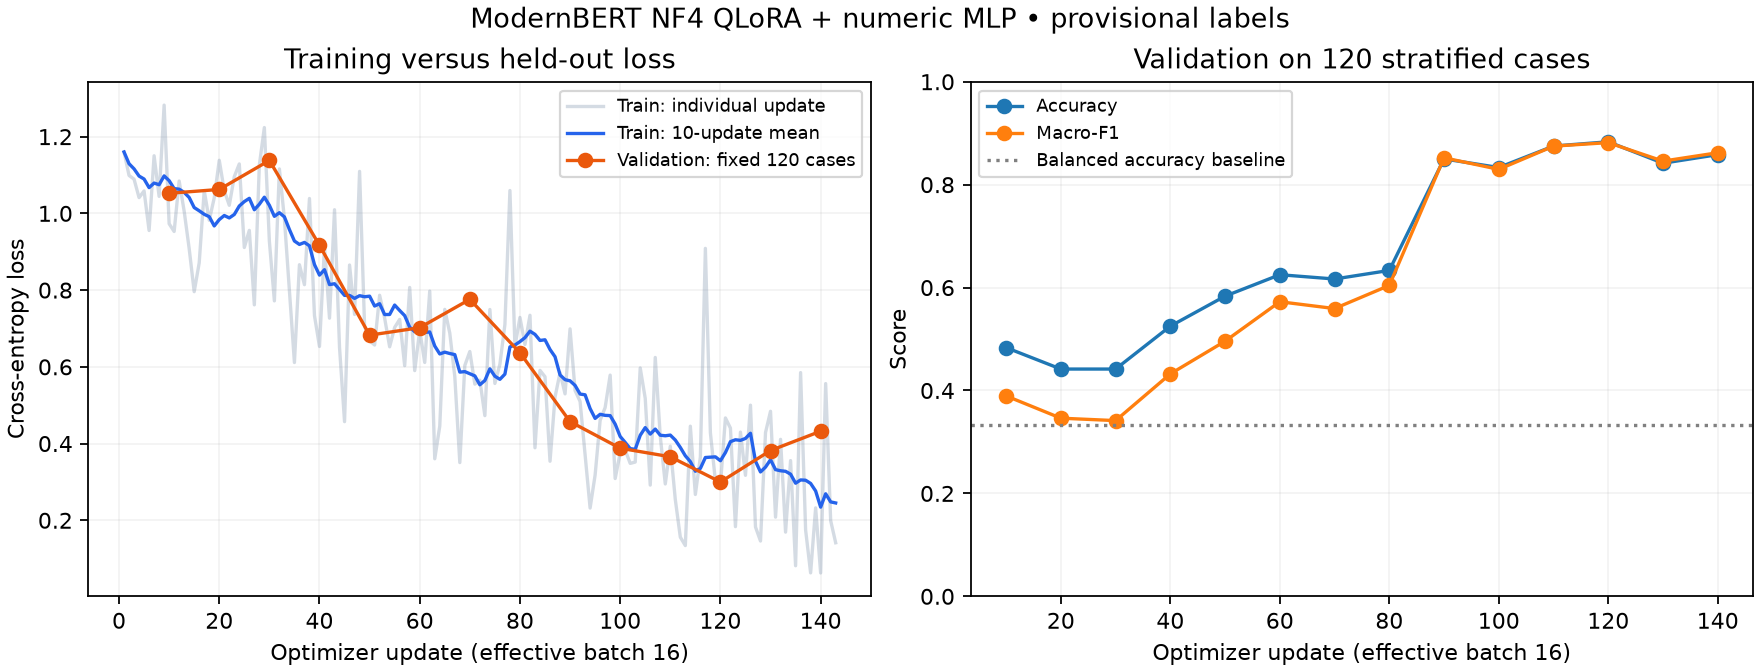 ModernBERT NF4 QLoRA + numeric MLP • provisional labels
Training versus held-out loss
Train: individual update
Train: 10-update mean
Validation: fixed 120 cases
Cross-entropy loss
1.2
1.0
0.8
0.6
0.4
0.2
0 20 40 60 80 100 120 140
Optimizer update (effective batch 16)
Validation on 120 stratified cases
Accuracy
Macro-F1
Balanced accuracy baseline
Score
1.0
0.8
0.6
0.4
0.2
0.0
20 40 60 80 100 120 140
Optimizer update (effective batch 16)